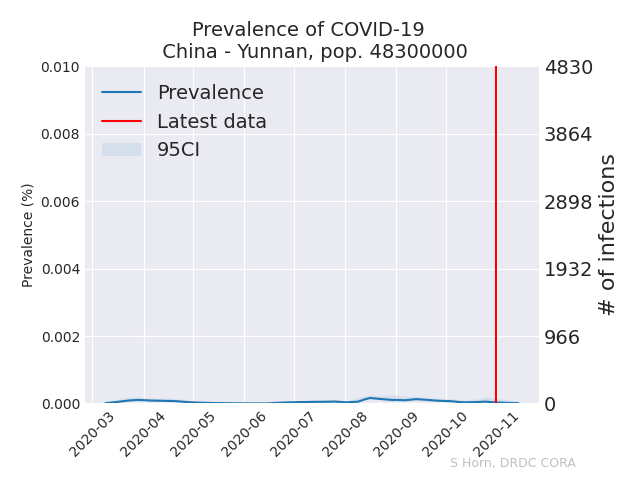 Prevalence of COVID-19
China - Yunnan, pop. 48300000
0.010
0.008
0.006
0.004
0.002
0.000
Prevalence (%)
Prevalence
Latest data
95CI
4830
3864
2898
1932
966
0
# of infections
2020-03
2020-04
2020-05
2020-06
2020-07
2020-08
2020-09
2020-10
2020-11
S Horn, DRDC CORA